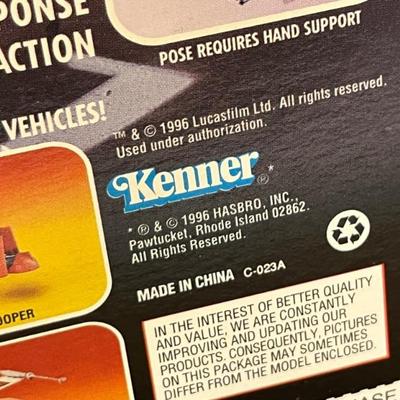 PONSE
ACTION
POSE REQUIRES HAND SUPPORT
VEHICLES!
™ & © 1996 Lucasfilm Ltd. All rights reserved.
Used under authorization.
Kenner®*
* ® & © 1996 HASBRO, INC.,
Pawtucket, Rhode Island 02862.
All Rights Reserved.
MADE IN CHINA C-023A
OOPER
IN THE INTEREST OF BETTER QUALITY
AND VALUE, WE ARE CONSTANTLY
IMPROVING AND UPDATING OUR
PRODUCTS. CONSEQUENTLY, PICTURES
ON THIS PACKAGE MAY SOMETIMES
DIFFER FROM THE MODEL ENCLOSED.
EASE